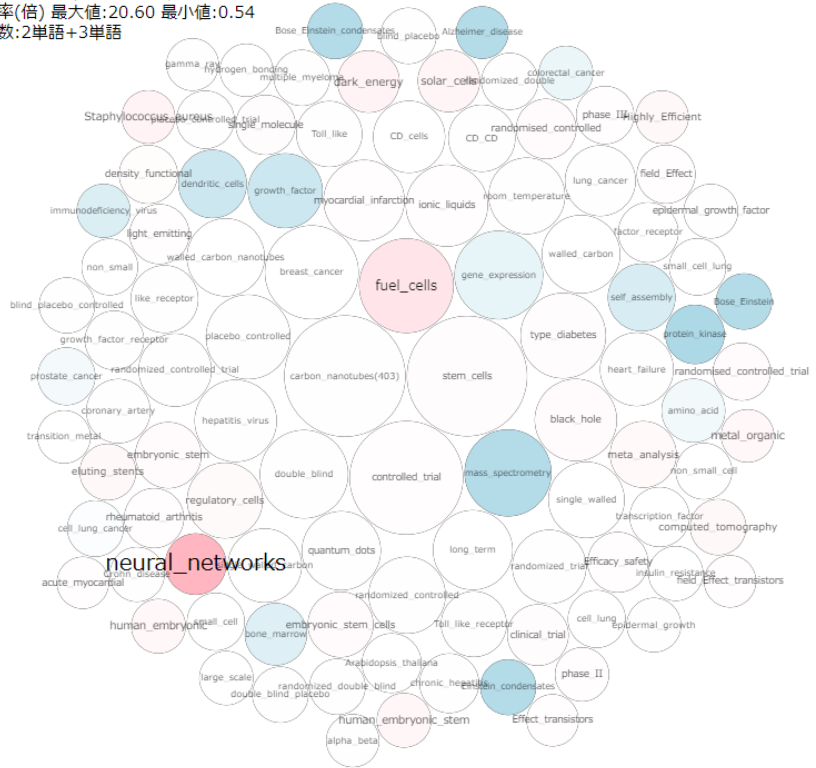 率(倍) 最大値:20.60 最小値:0.54
数:2単語+3単語
Bose_Einstein_condensates
blind_placebo
Alzheimer_disease
gamma_ray
hydrogen_bonding
multiple_myeloma
dark_energy
solar_cells
randomized_double
colorectal_cancer
Staphylococcus_aureus
placebo_controlled_trial
single_molecule
Toll_like
CD_cells
CD_CD
randomised_controlled
phase_III
Highly_Efficient
density_functional
dendritic_cells
growth_factor
myocardial_infarction
ionic_liquids
room_temperature
lung_cancer
field_Effect
immunodeficiency_virus
light_emitting
walled_carbon_nanotubes
breast_cancer
fuel_cells
gene_expression
walled_carbon
factor_receptor
epidermal_growth_factor
non_small
small_cell_lung
blind_placebo_controlled
like_receptor
self_assembly
Bose_Einstein
growth_factor_receptor
placebo_controlled
type_diabetes
protein_kinase
prostate_cancer
randomized_controlled_trial
carbon_nanotubes(403)
stem_cells
heart_failure
randomised_controlled_trial
coronary_artery
hepatitis_virus
black_hole
amino_acid
transition_metal
embryonic_stem
meta_analysis
metal_organic
eluting_stents
double_blind
controlled_trial
mass_spectrometry
non_small_cell
regulatory_cells
single_walled
rheumatoid_arthritis
transcription_factor
cell_lung_cancer
computed_tomography
neural_networks
quantum_dots
long_term
randomized_trial
Efficacy_safety
acute_myocardial
Crohn_disease
single_walled_carbon
insulin_resistance
field_Effect_transistors
randomized_controlled
human_embryonic
small_cell
bone_marrow
embryonic_stem_cells
Toll_like_receptor
clinical_trial
cell_lung
epidermal_growth
Arabidopsis_thaliana
large_scale
double_blind_placebo
randomized_double_blind
chronic_hepatitis
Einstein_condensates
phase_II
human_embryonic_stem
Effect_transistors
alpha_beta